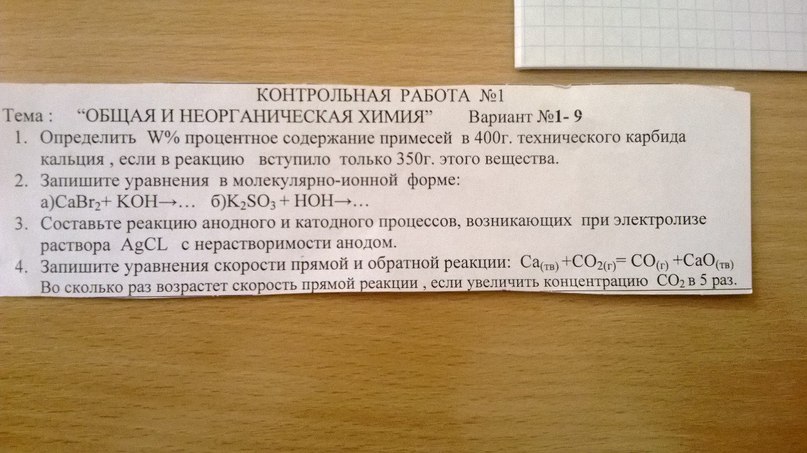 КОНТРОЛЬНАЯ РАБОТА №1
Тема : “ОБЩАЯ И НЕОРГАНИЧЕСКАЯ ХИМИЯ” Вариант №1- 9
1. Определить W% процентное содержание примесей в 400г. технического карбида
кальция , если в реакцию вступило только 350г. этого вещества.
2. Запишите уравнения в молекулярно-ионной форме:
а)CaBr₂+ KOH→… б)K₂SO₃ + HOH→…
3. Составьте реакцию анодного и катодного процессов, возникающих при электролизе
раствора AgCL с нерастворимости анодом.
4. Запишите уравнения скорости прямой и обратной реакции: Ca(тв) +CO₂(г)= CO(г) +CaO(тв)
Во сколько раз возрастет скорость прямой реакции , если увеличить концентрацию CO₂ в 5 раз.